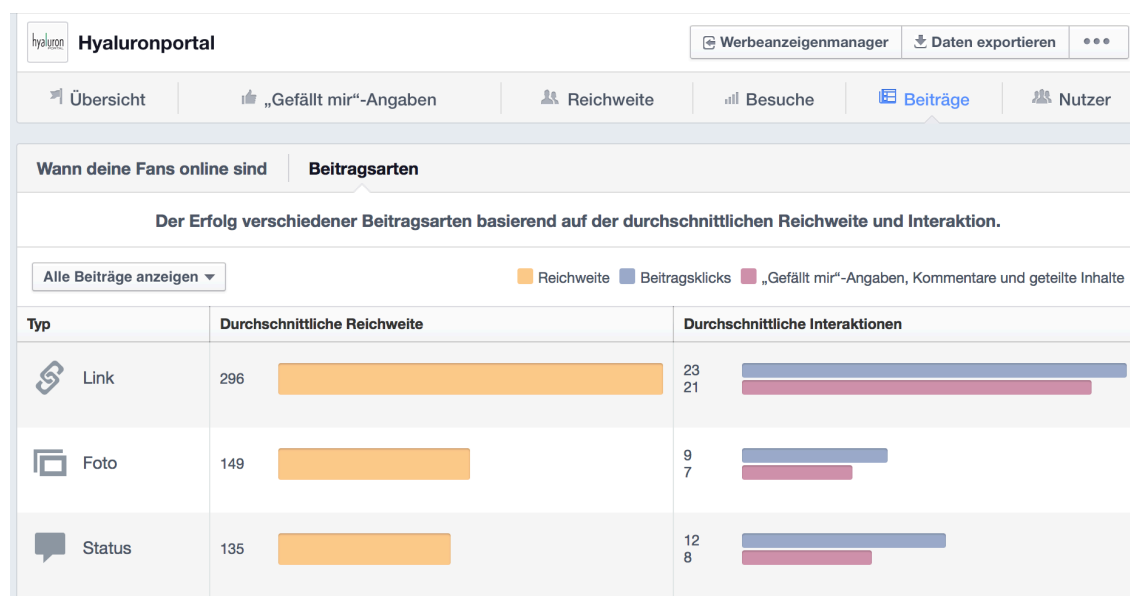 hyaluron
Hyaluronportal
Werbeanzeigenmanager
Daten exportieren
Übersicht
„Gefällt mir“-Angaben
Reichweite
Besuche
Beiträge
Nutzer
Wann deine Fans online sind
Beitragsarten
Der Erfolg verschiedener Beitragsarten basierend auf der durchschnittlichen Reichweite und Interaktion.
Alle Beiträge anzeigen
Reichweite
Beitragsklicks
„Gefällt mir“-Angaben, Kommentare und geteilte Inhalte
Typ
Durchschnittliche Reichweite
Durchschnittliche Interaktionen
Link
296
23
21
Foto
149
9
7
Status
135
12
8